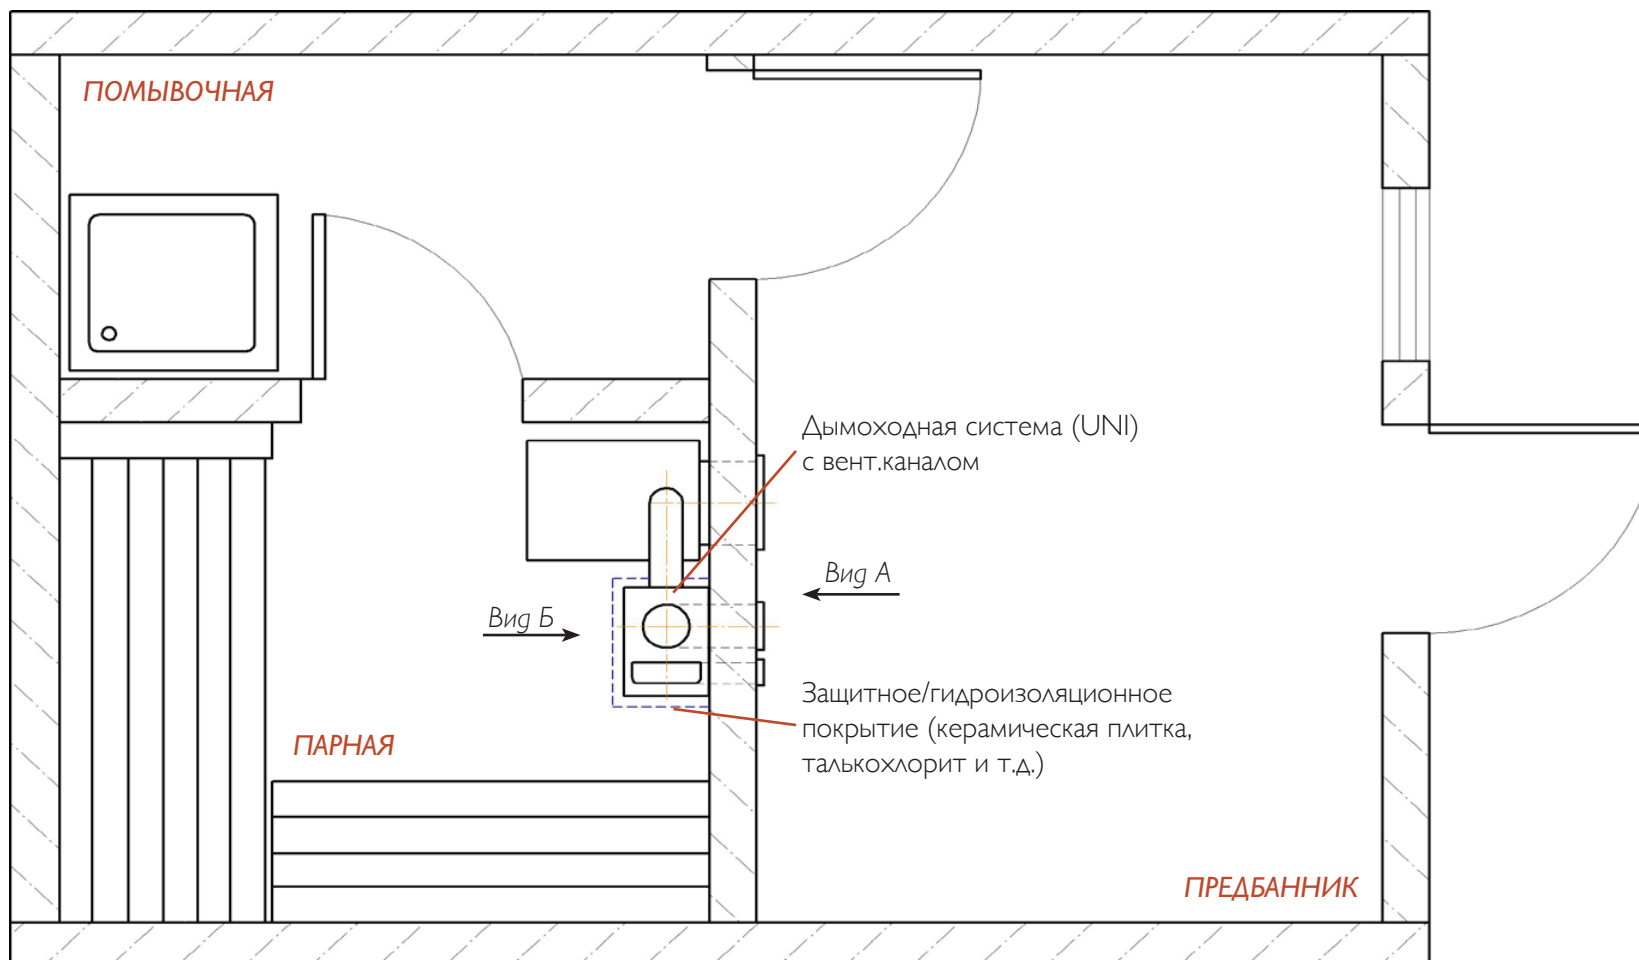 ПОМЫВОЧНАЯ
Дымоходная система (UNI)
с вент.каналом
Вид А
Вид Б
Защитное/гидроизоляционное
покрытие (керамическая плитка,
талькохлорит и т.д.)
ПАРНАЯ
ПРЕДБАННИК